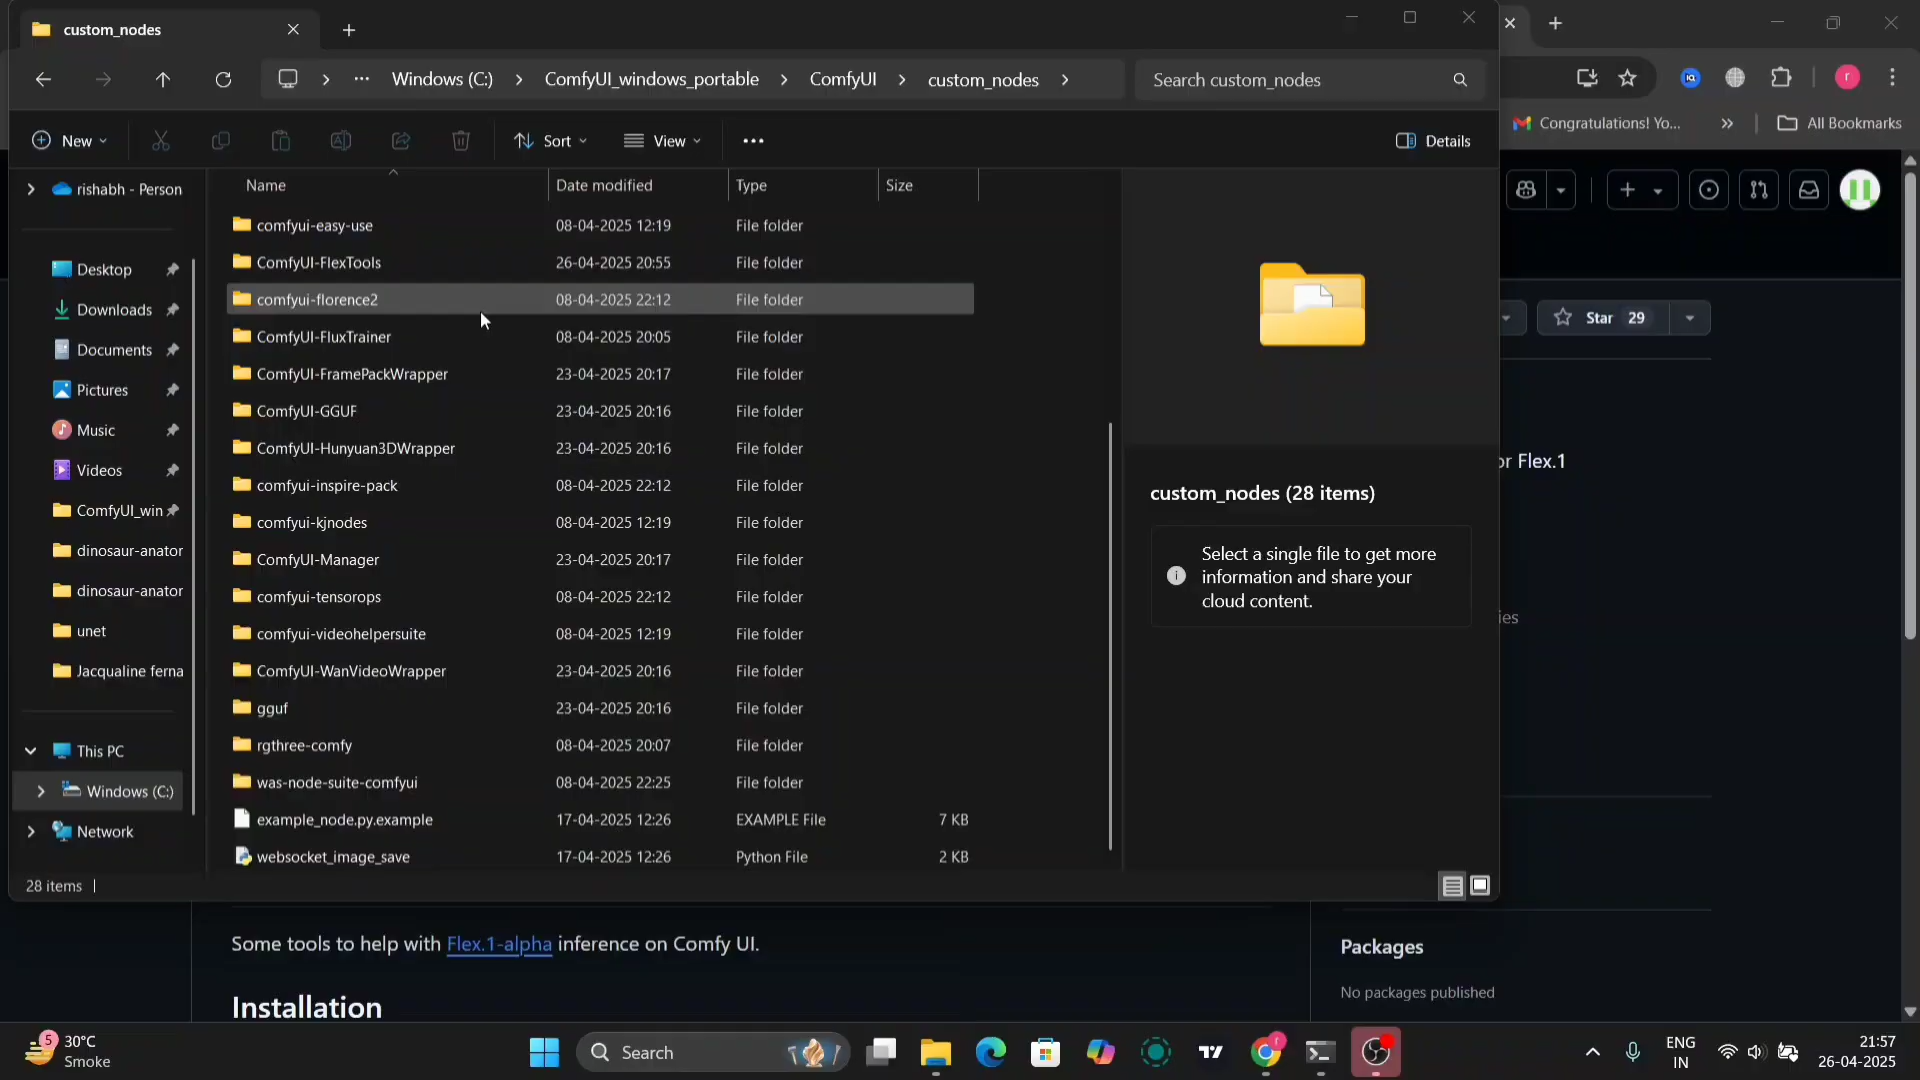 custom_nodes
Windows (C:) > ComfyUI_windows_portable > ComfyUI > custom_nodes >
Search custom_nodes
New
Sort
View
Details
Congratulations! Yo...
All Bookmarks
rishabh - Person
Desktop
Downloads
Documents
Pictures
Music
Videos
ComfyUI_win
dinosaur-anator
dinosaur-anator
unet
Jacqualine ferna
This PC
Windows (C:)
Network
Name Date modified Type Size
comfyui-easy-use 08-04-2025 12:19 File folder
ComfyUI-FlexTools 26-04-2025 20:55 File folder
comfyui-florence2 08-04-2025 22:12 File folder
ComfyUI-FluxTrainer 08-04-2025 20:05 File folder
ComfyUI-FramePackWrapper 23-04-2025 20:17 File folder
ComfyUI-GGUF 23-04-2025 20:16 File folder
ComfyUI-Hunyuan3DWrapper 23-04-2025 20:16 File folder
comfyui-inspire-pack 08-04-2025 22:12 File folder
comfyui-kjnodes 08-04-2025 12:19 File folder
ComfyUI-Manager 23-04-2025 20:17 File folder
comfyui-tensorops 08-04-2025 22:12 File folder
comfyui-videohelpersuite 08-04-2025 12:19 File folder
ComfyUI-WanVideoWrapper 23-04-2025 20:16 File folder
gguf 23-04-2025 20:16 File folder
rgthree-comfy 08-04-2025 20:07 File folder
was-node-suite-comfyui 08-04-2025 22:25 File folder
example_node.py.example 17-04-2025 12:26 EXAMPLE File 7 KB
websocket_image_save 17-04-2025 12:26 Python File 2 KB
custom_nodes (28 items)
Select a single file to get more
information and share your
cloud content.
28 items
Star 29
or Flex.1
ies
Some tools to help with Flex.1-alpha inference on Comfy UI.
Installation
Packages
No packages published
5
30°C
Smoke
Search
r
ENG
IN
21:57
26-04-2025